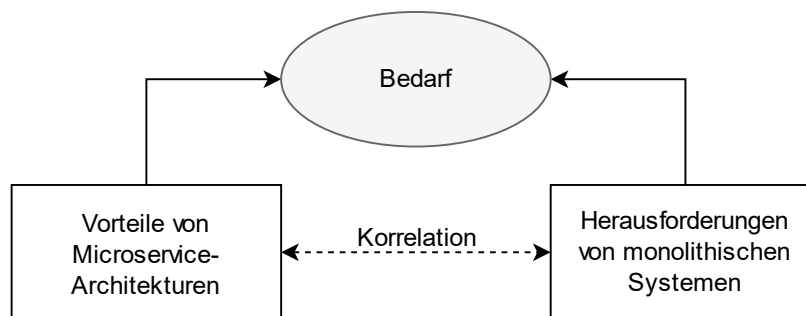 Bedarf
Vorteile von
Microservice-
Architekturen
Korrelation
Herausforderungen
von monolithischen
Systemen